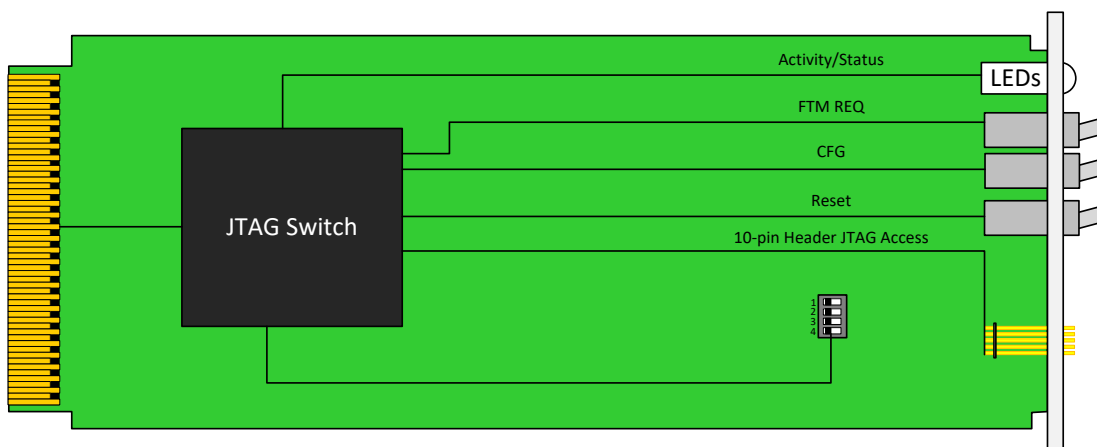 Activity/Status
LEDs
FTM REQ
CFG
JTAG Switch
Reset
10-pin Header JTAG Access
1
2
3
4